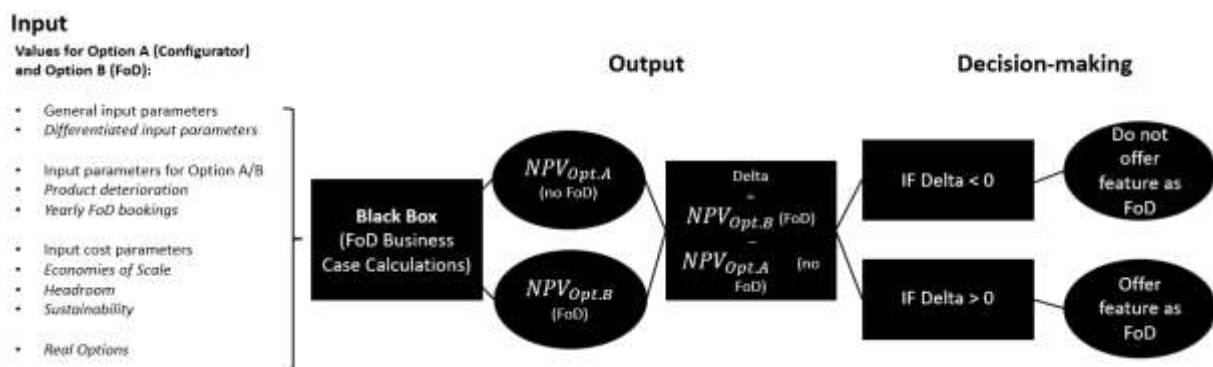 Input
Values for Option A (Configurator)
and Option B (FoD):
• General input parameters
• Differentiated input parameters
• Input parameters for Option A/B
• Product deterioration
• Yearly FoD bookings
• Input cost parameters
• Economies of Scale
• Headroom
• Sustainability
• Real Options
Black Box
(FoD Business
Case Calculations)
Output
NPV_Opt.A
(no FoD)
NPV_Opt.B
(FoD)
Delta
=
NPV_Opt.B (FoD)
−
NPV_Opt.A (no
FoD)
Decision-making
IF Delta < 0
Do not
offer
feature as
FoD
IF Delta > 0
Offer
feature as
FoD